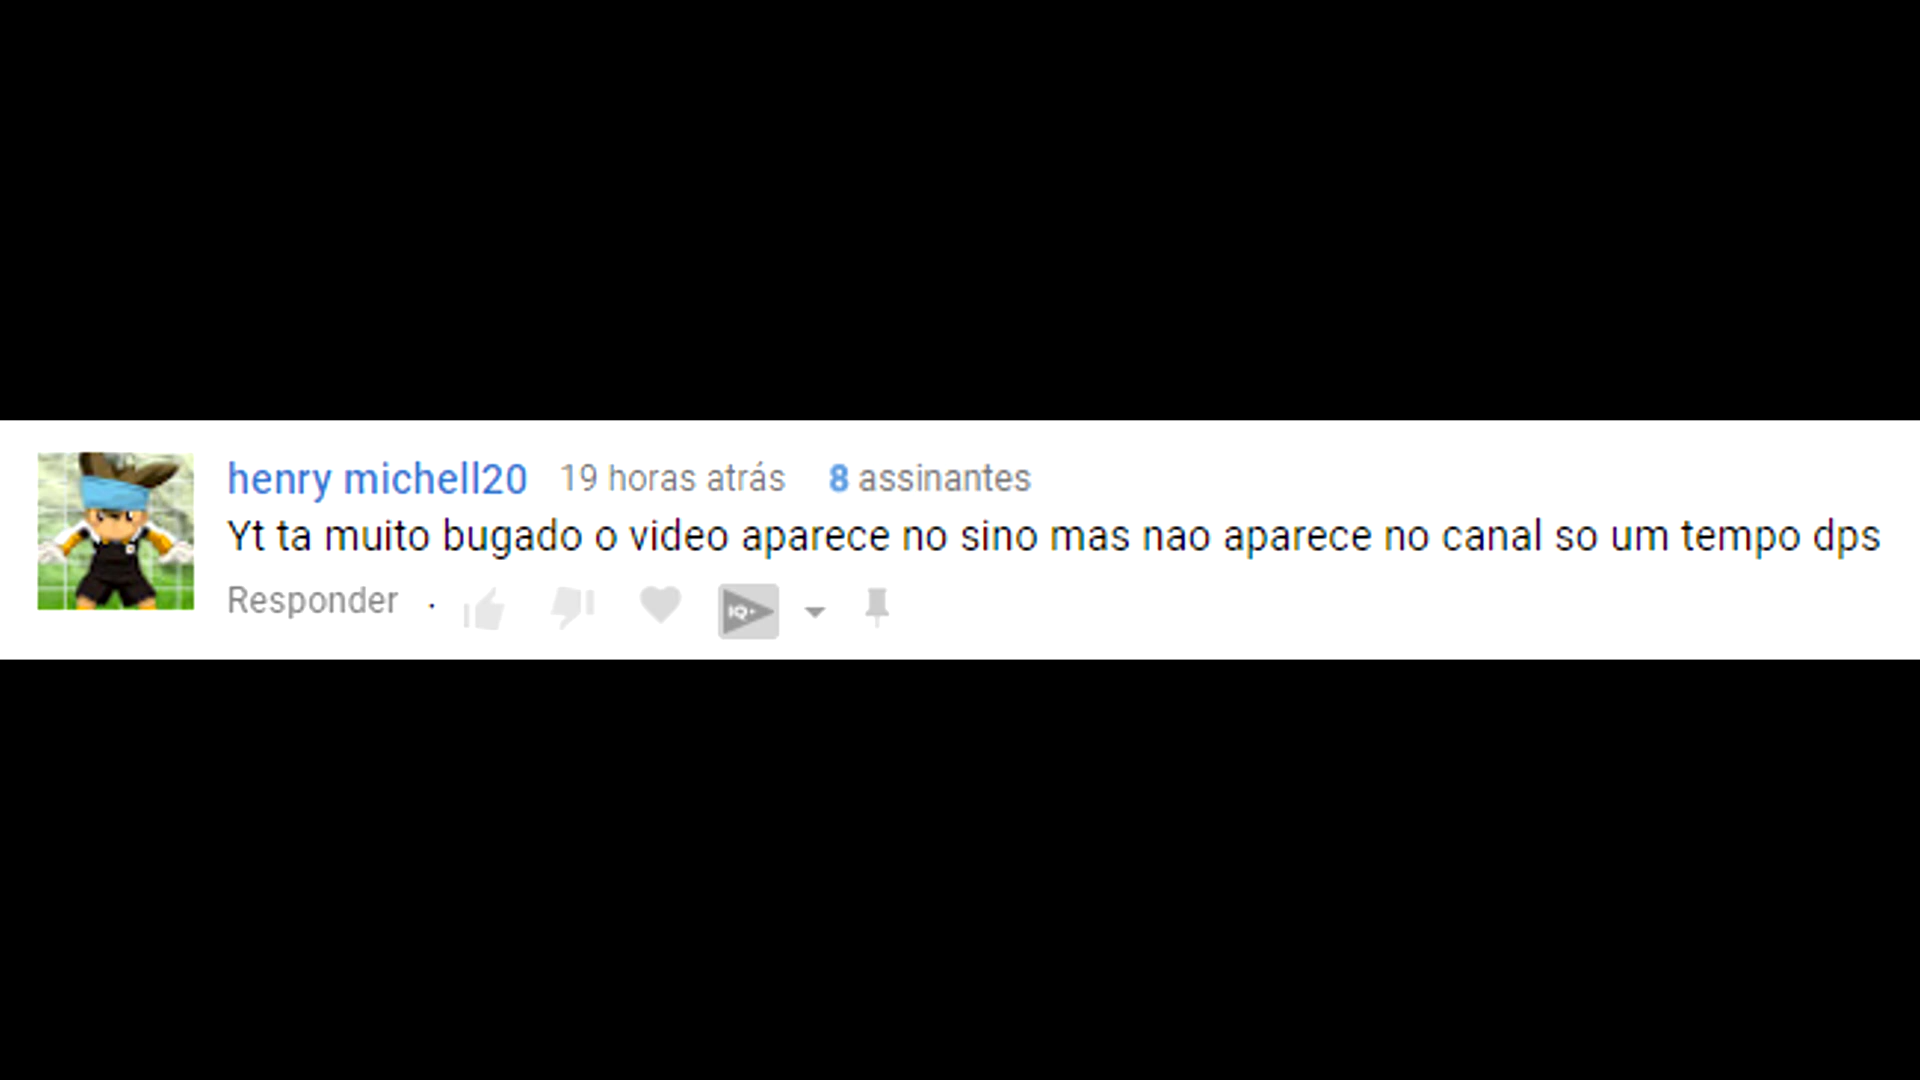 henry michell20 19 horas atrás 8 assinantes
Yt ta muito bugado o video aparece no sino mas nao aparece no canal so um tempo dps
Responder ·
IQ+